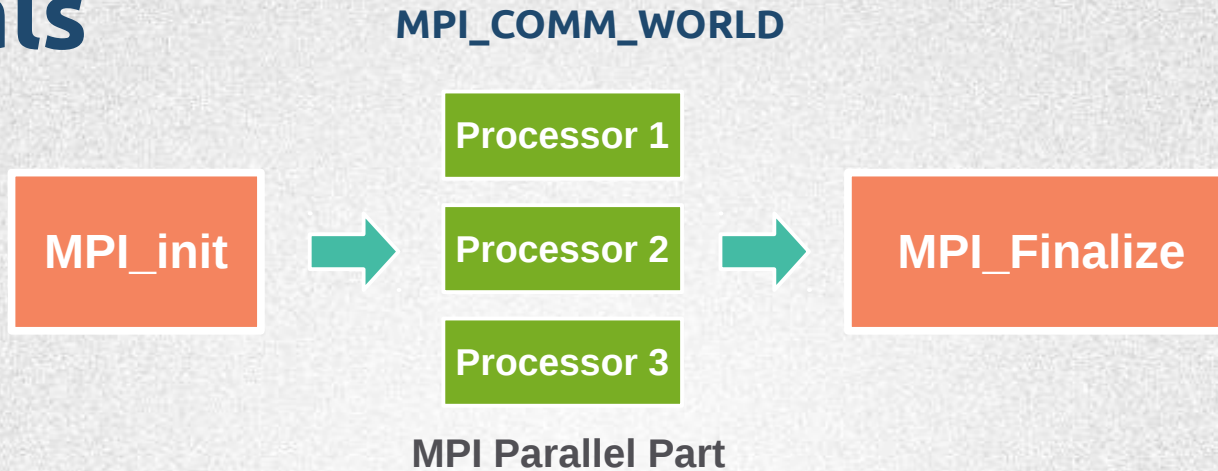 MPI_COMM_WORLD
Processor 1
MPI_init
Processor 2
MPI_Finalize
Processor 3
MPI Parallel Part